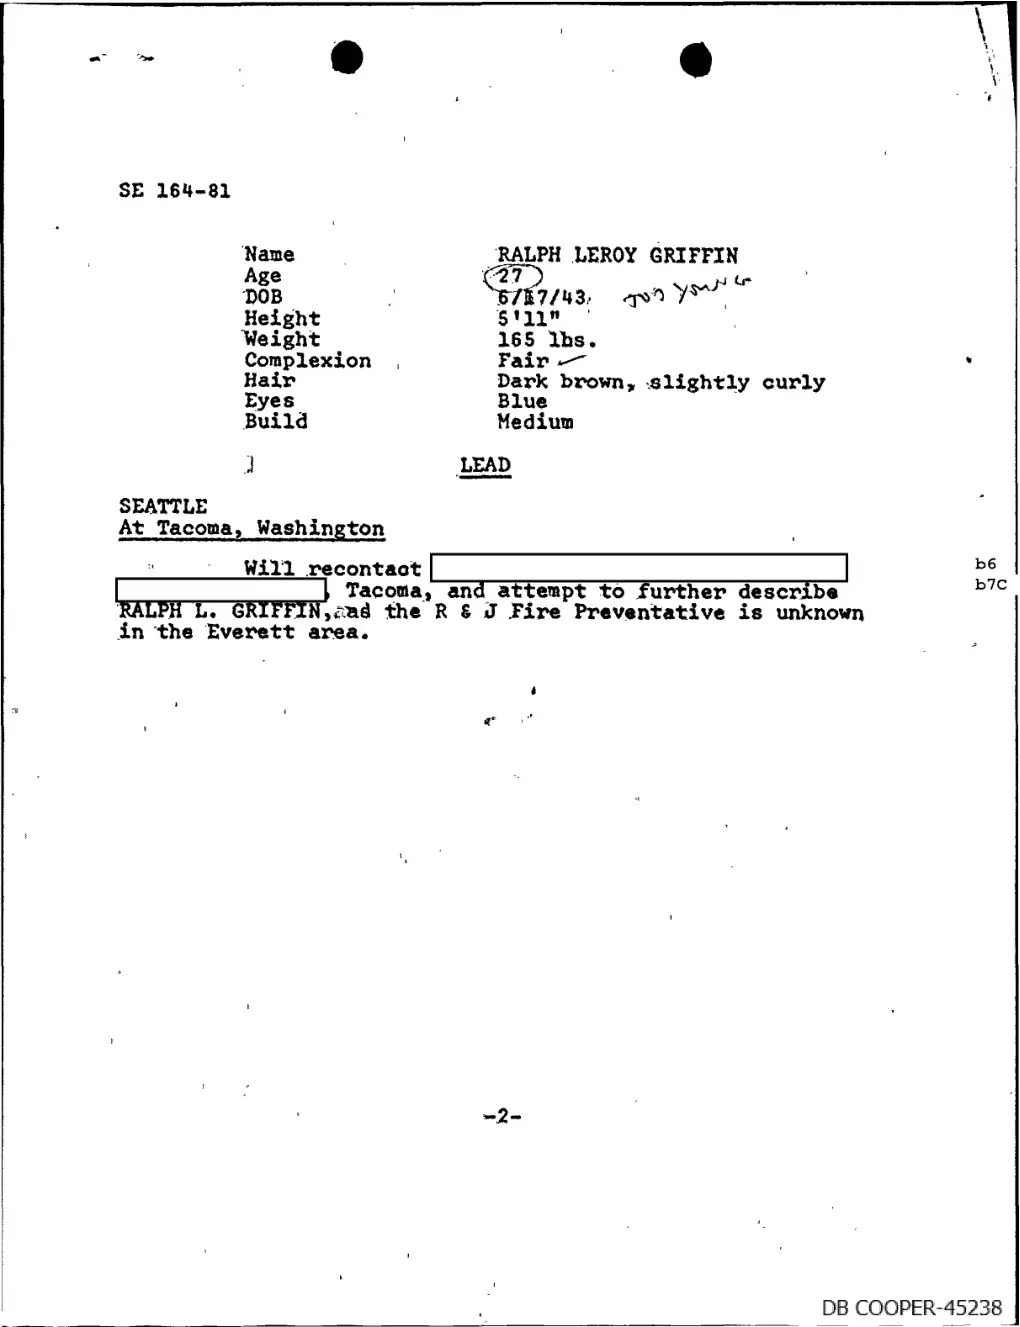 SE 164-81
Name RALPH LEROY GRIFFIN
Age 27
DOB 6/17/43 TOO YOUNG
Height 5'11"
Weight 165 lbs.
Complexion Fair ✓
Hair Dark brown, slightly curly
Eyes Blue
Build Medium
LEAD
SEATTLE
At Tacoma, Washington
Will recontact b6
, Tacoma, and attempt to further describe b7C
RALPH L. GRIFFIN, and the R & J Fire Preventative is unknown
in the Everett area.
-2-
DB COOPER-45238